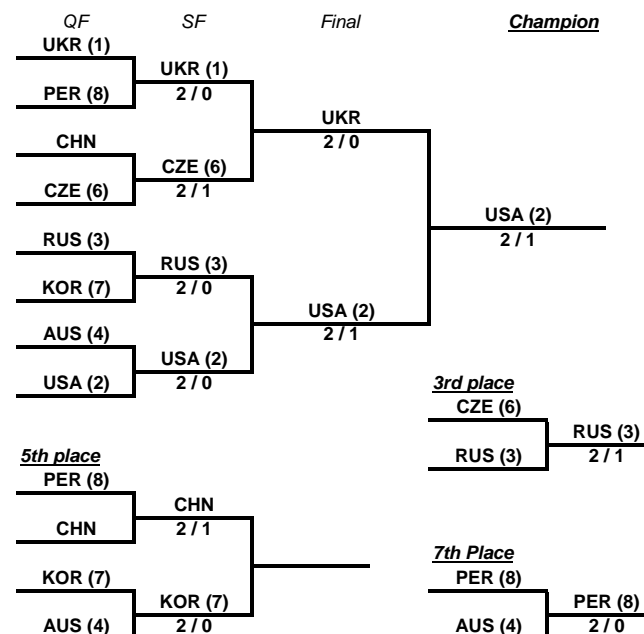 QF SF Final Champion
UKR (1)
UKR (1)
PER (8)
2 / 0
UKR
CHN
2 / 0
CZE (6)
CZE (6)
2 / 1
USA (2)
RUS (3)
2 / 1
RUS (3)
KOR (7)
2 / 0
USA (2)
AUS (4)
2 / 1
USA (2)
USA (2)
2 / 0
3rd place
CZE (6)
RUS (3)
RUS (3)
2 / 1
5th place
PER (8)
CHN
CHN
2 / 1
KOR (7)
KOR (7)
AUS (4)
2 / 0
7th Place
PER (8)
PER (8)
AUS (4)
2 / 0